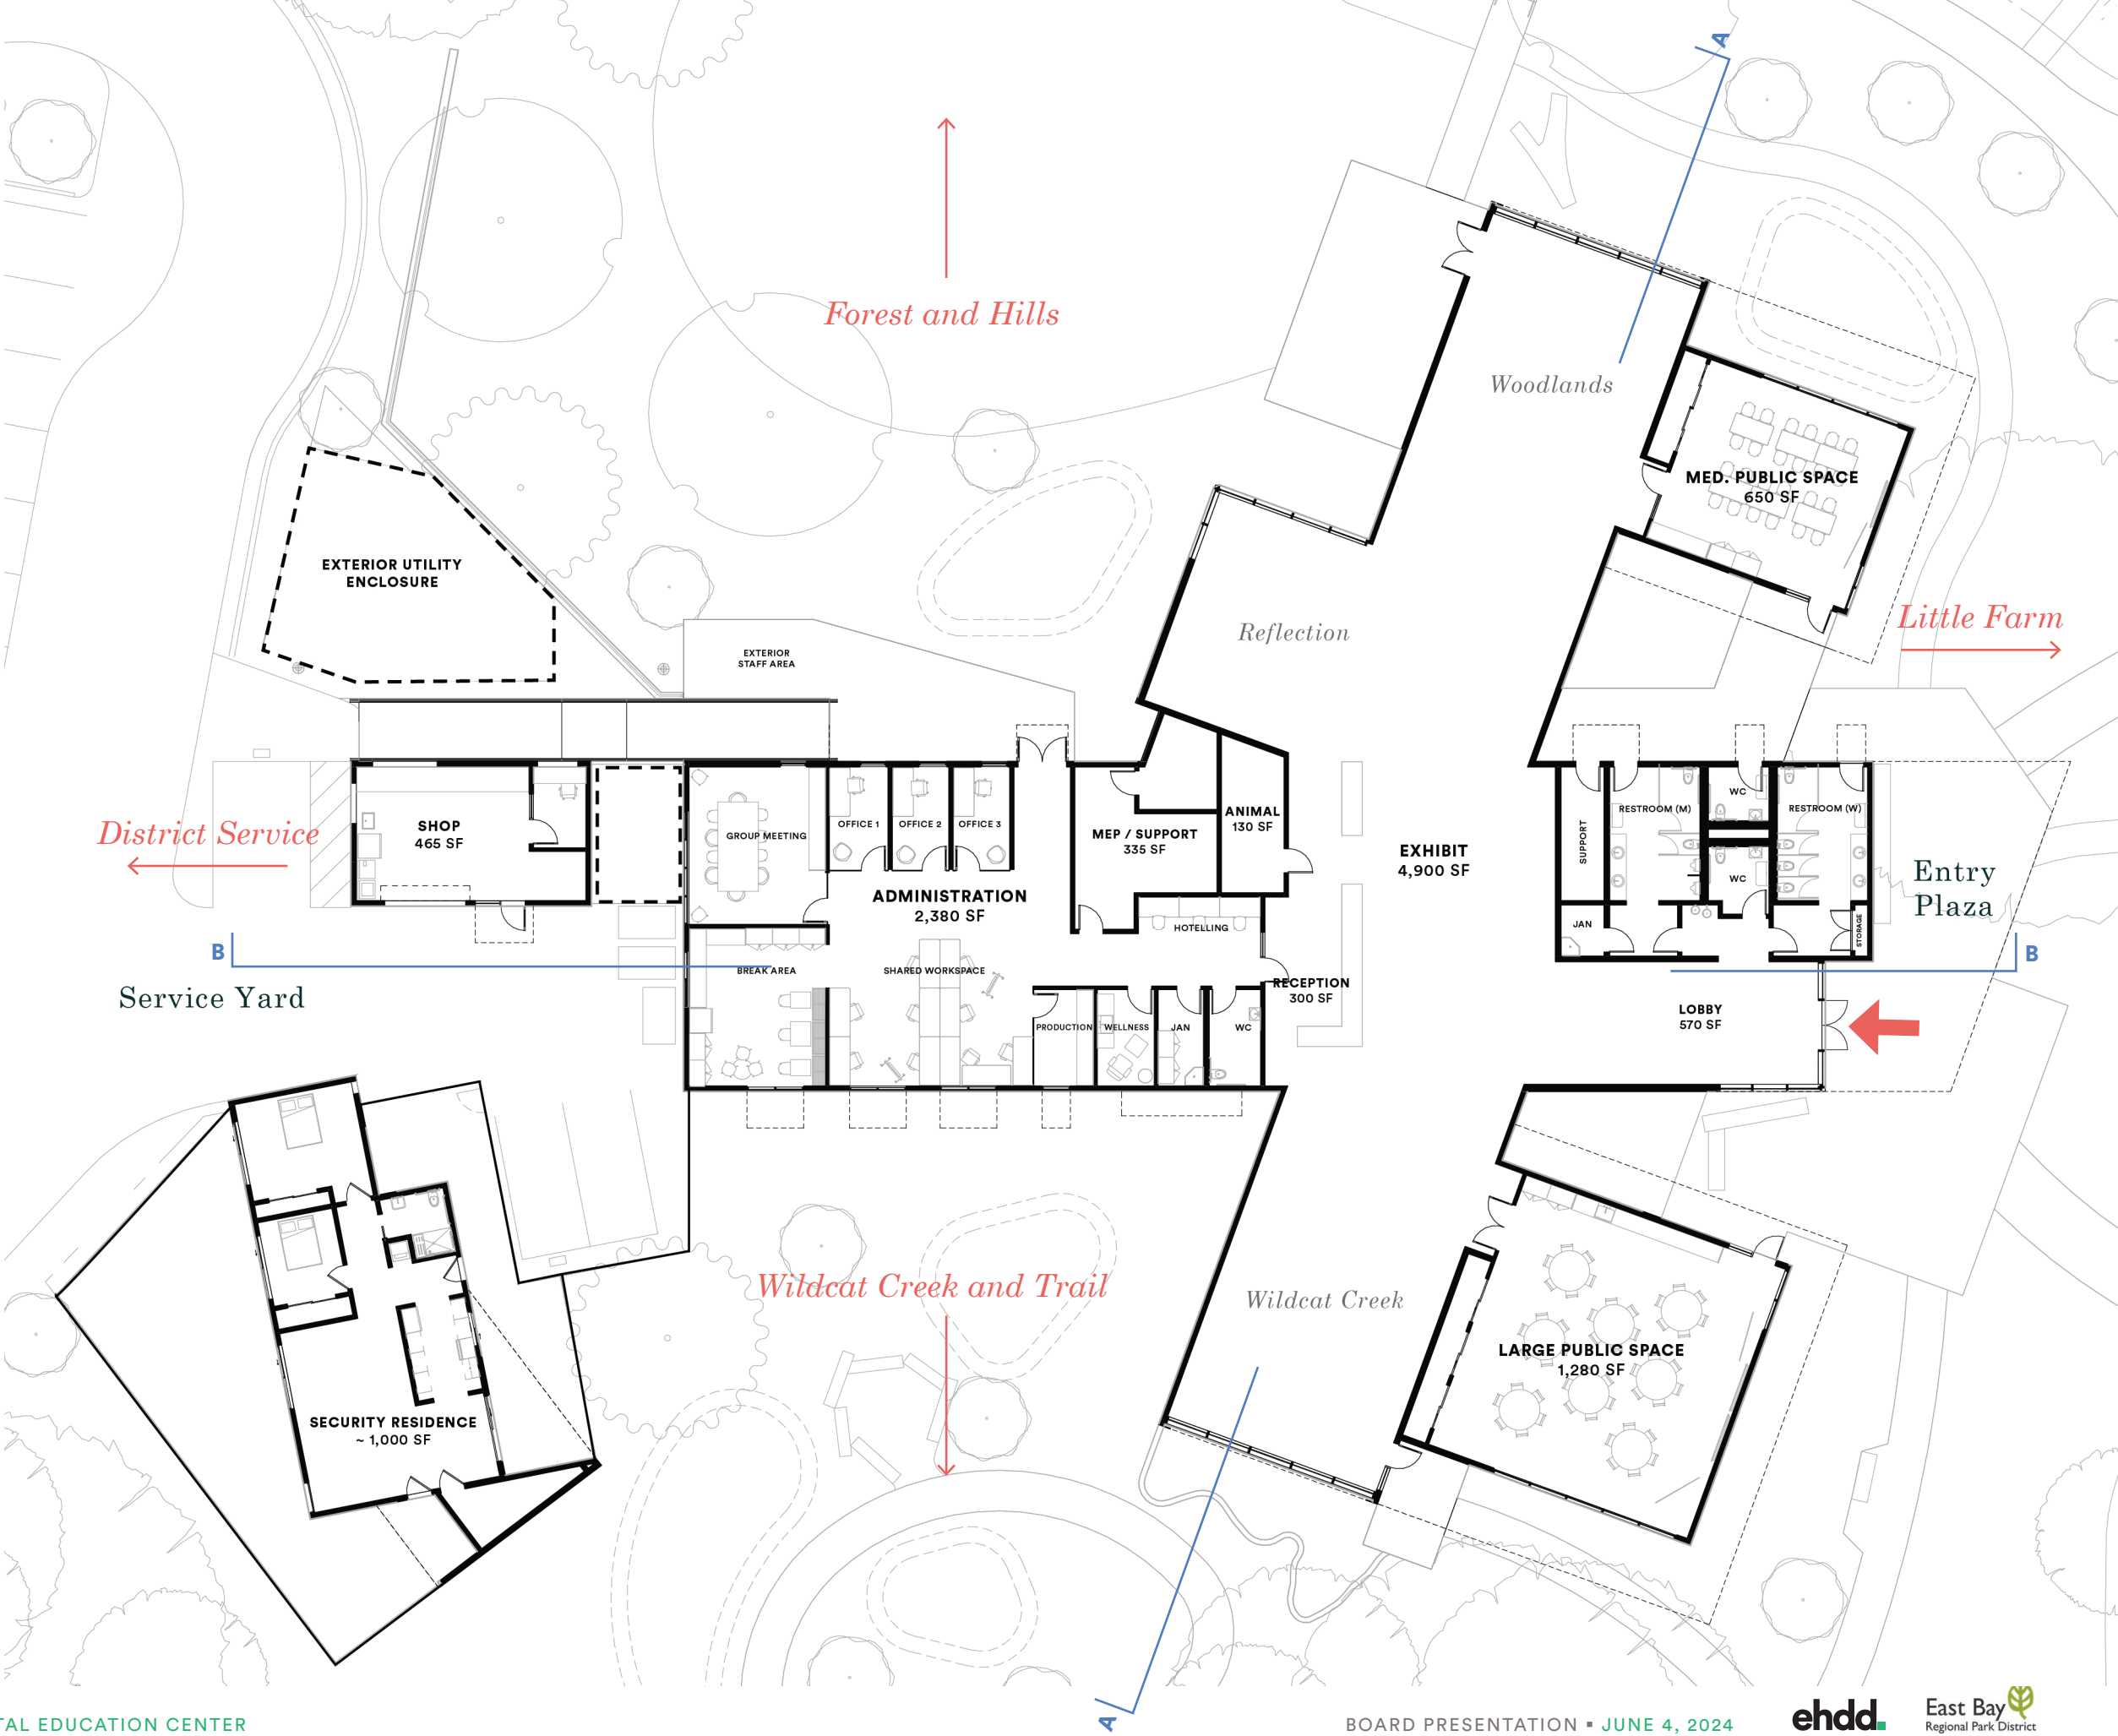 A
Forest and Hills
Woodlands
MED. PUBLIC SPACE
650 SF
EXTERIOR UTILITY
ENCLOSURE
Little Farm
Reflection
EXTERIOR
STAFF AREA
District Service
SHOP
465 SF
GROUP MEETING
OFFICE 1
OFFICE 2
OFFICE 3
MEP / SUPPORT
335 SF
ANIMAL
130 SF
EXHIBIT
4,900 SF
SUPPORT
RESTROOM (M)
WC
RESTROOM (W)
WC
Entry
Plaza
ADMINISTRATION
2,380 SF
HOTELLING
JAN
STORAGE
B
BREAK AREA
SHARED WORKSPACE
B
Service Yard
RECEPTION
300 SF
LOBBY
570 SF
PRODUCTION
WELLNESS
JAN
WC
Wildcat Creek and Trail
Wildcat Creek
LARGE PUBLIC SPACE
1,280 SF
SECURITY RESIDENCE
~ 1,000 SF
A
TAL EDUCATION CENTER
BOARD PRESENTATION ▪ JUNE 4, 2024
ehdd.
East Bay
Regional Park District